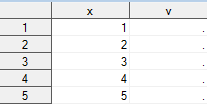 x v
1 1 .
2 2 .
3 3 .
4 4 .
5 5 .